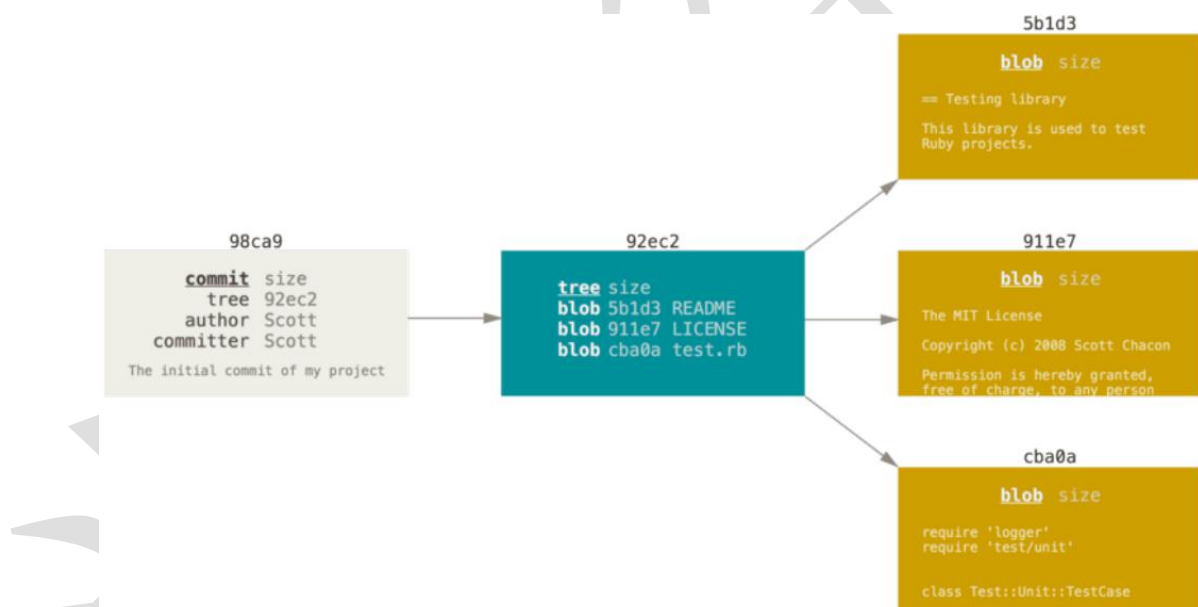 98ca9
commit size
tree 92ec2
author Scott
committer Scott
The initial commit of my project
92ec2
tree size
blob 5b1d3 README
blob 911e7 LICENSE
blob cba0a test.rb
5b1d3
blob size
== Testing library
This library is used to test
Ruby projects.
911e7
blob size
The MIT License
Copyright (c) 2008 Scott Chacon
Permission is hereby granted,
free of charge, to any person
cba0a
blob size
require 'logger'
require 'test/unit'
class Test::Unit::TestCase